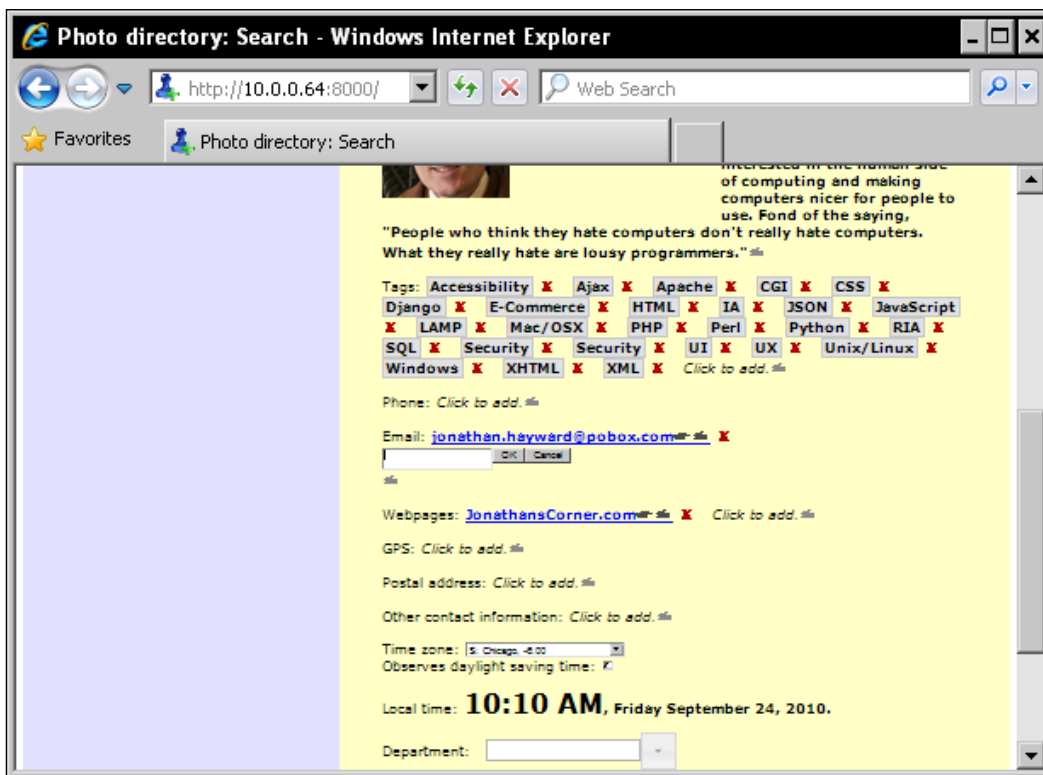 Photo directory: Search - Windows Internet Explorer
http://10.0.0.64:8000/
Web Search
Favorites
Photo directory: Search
interested in the human side
of computing and making
computers nicer for people to
use. Fond of the saying,
"People who think they hate computers don't really hate computers.
What they really hate are lousy programmers."
Tags: Accessibility X Ajax X Apache X CGI X CSS X
Django X E-Commerce X HTML X IA X JSON X JavaScript
X LAMP X Mac/OSX X PHP X Perl X Python X RIA X
SQL X Security X Security X UI X UX X Unix/Linux X
Windows X XHTML X XML X Click to add.
Phone: Click to add.
Email: jonathan.hayward@pobox.com X
OK Cancel
Webpages: JonathansCorner.com X Click to add.
GPS: Click to add.
Postal address: Click to add.
Other contact information: Click to add.
Time zone: S: Chicago, -6:00
Observes daylight saving time:
Local time: 10:10 AM, Friday September 24, 2010.
Department: